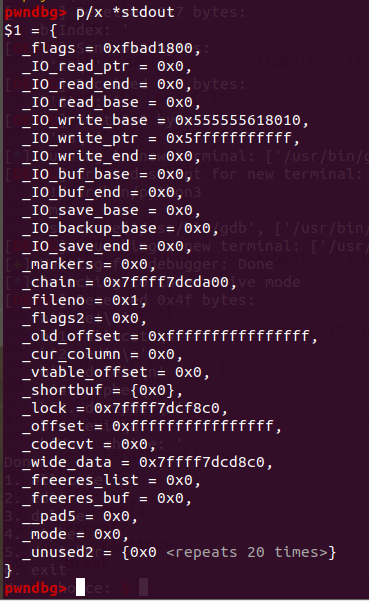 pwndbg> p/x *stdout
$1 = {
_flags = 0xfbad1800,
_IO_read_ptr = 0x0,
_IO_read_end = 0x0,
_IO_read_base = 0x0,
_IO_write_base = 0x555555618010,
_IO_write_ptr = 0x5fffffffffff,
_IO_write_end = 0x0,
_IO_buf_base = 0x0,
_IO_buf_end = 0x0,
_IO_save_base = 0x0,
_IO_backup_base = 0x0,
_IO_save_end = 0x0,
_markers = 0x0,
_chain = 0x7ffff7dcda00,
_fileno = 0x1,
_flags2 = 0x0,
_old_offset = 0xffffffffffffffff,
_cur_column = 0x0,
_vtable_offset = 0x0,
_shortbuf = {0x0},
_lock = 0x7ffff7dcf8c0,
_offset = 0xffffffffffffffff,
_codecvt = 0x0,
_wide_data = 0x7ffff7dcd8c0,
_freeres_list = 0x0,
_freeres_buf = 0x0,
__pad5 = 0x0,
_mode = 0x0,
_unused2 = {0x0 <repeats 20 times>}
}
pwndbg>